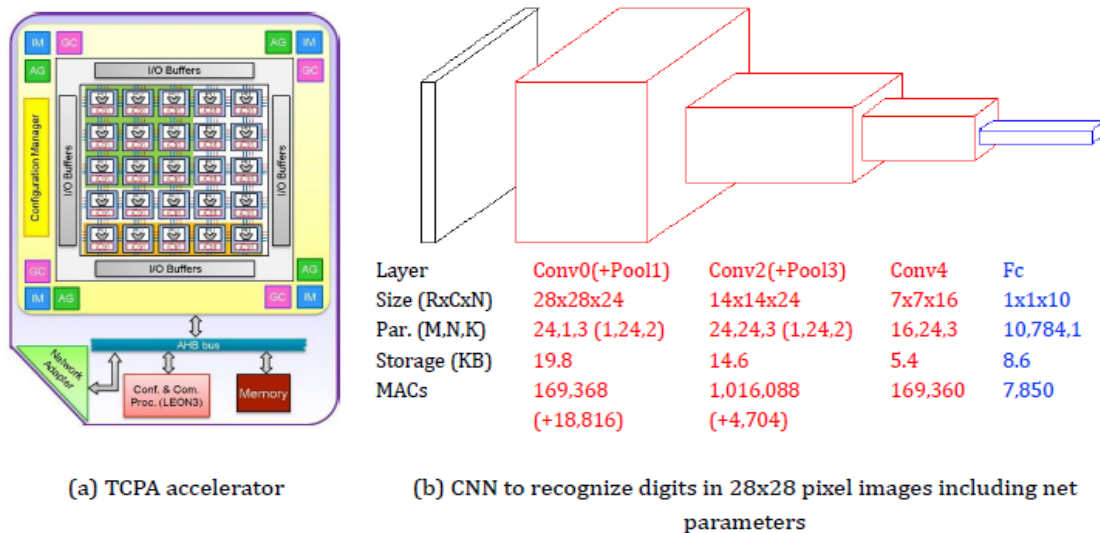 IM GC AG IM
I/O Buffers
AG GC
Configuration Manager
I/O Buffers
I/O Buffers
GC AG
I/O Buffers
IM AG GC IM
AHB bus
Network Adapter
Conf. & Com.
Proc. (LEON3)
Memory
(a) TCPA accelerator
Layer Conv0(+Pool1) Conv2(+Pool3) Conv4 Fc
Size (RxCxN) 28x28x24 14x14x24 7x7x16 1x1x10
Par. (M,N,K) 24,1,3 (1,24,2) 24,24,3 (1,24,2) 16,24,3 10,784,1
Storage (KB) 19.8 14.6 5.4 8.6
MACs 169,368 1,016,088 169,360 7,850
(+18,816) (+4,704)
(b) CNN to recognize digits in 28x28 pixel images including net
parameters